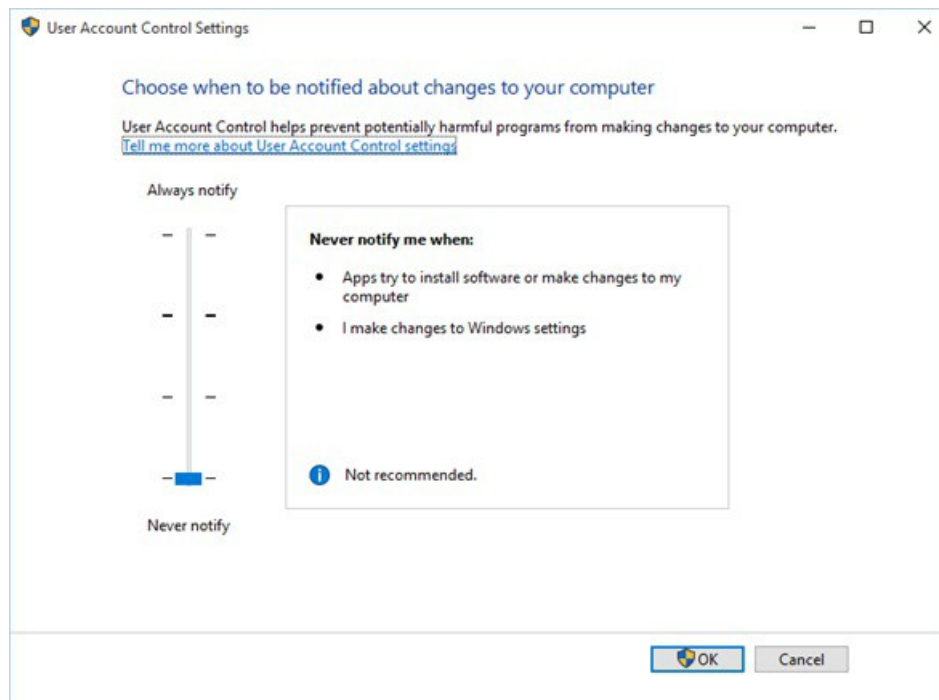 User Account Control Settings
Choose when to be notified about changes to your computer
User Account Control helps prevent potentially harmful programs from making changes to your computer.
Tell me more about User Account Control settings
Always notify
Never notify me when:
Apps try to install software or make changes to my
computer
I make changes to Windows settings
Not recommended.
Never notify
OK
Cancel